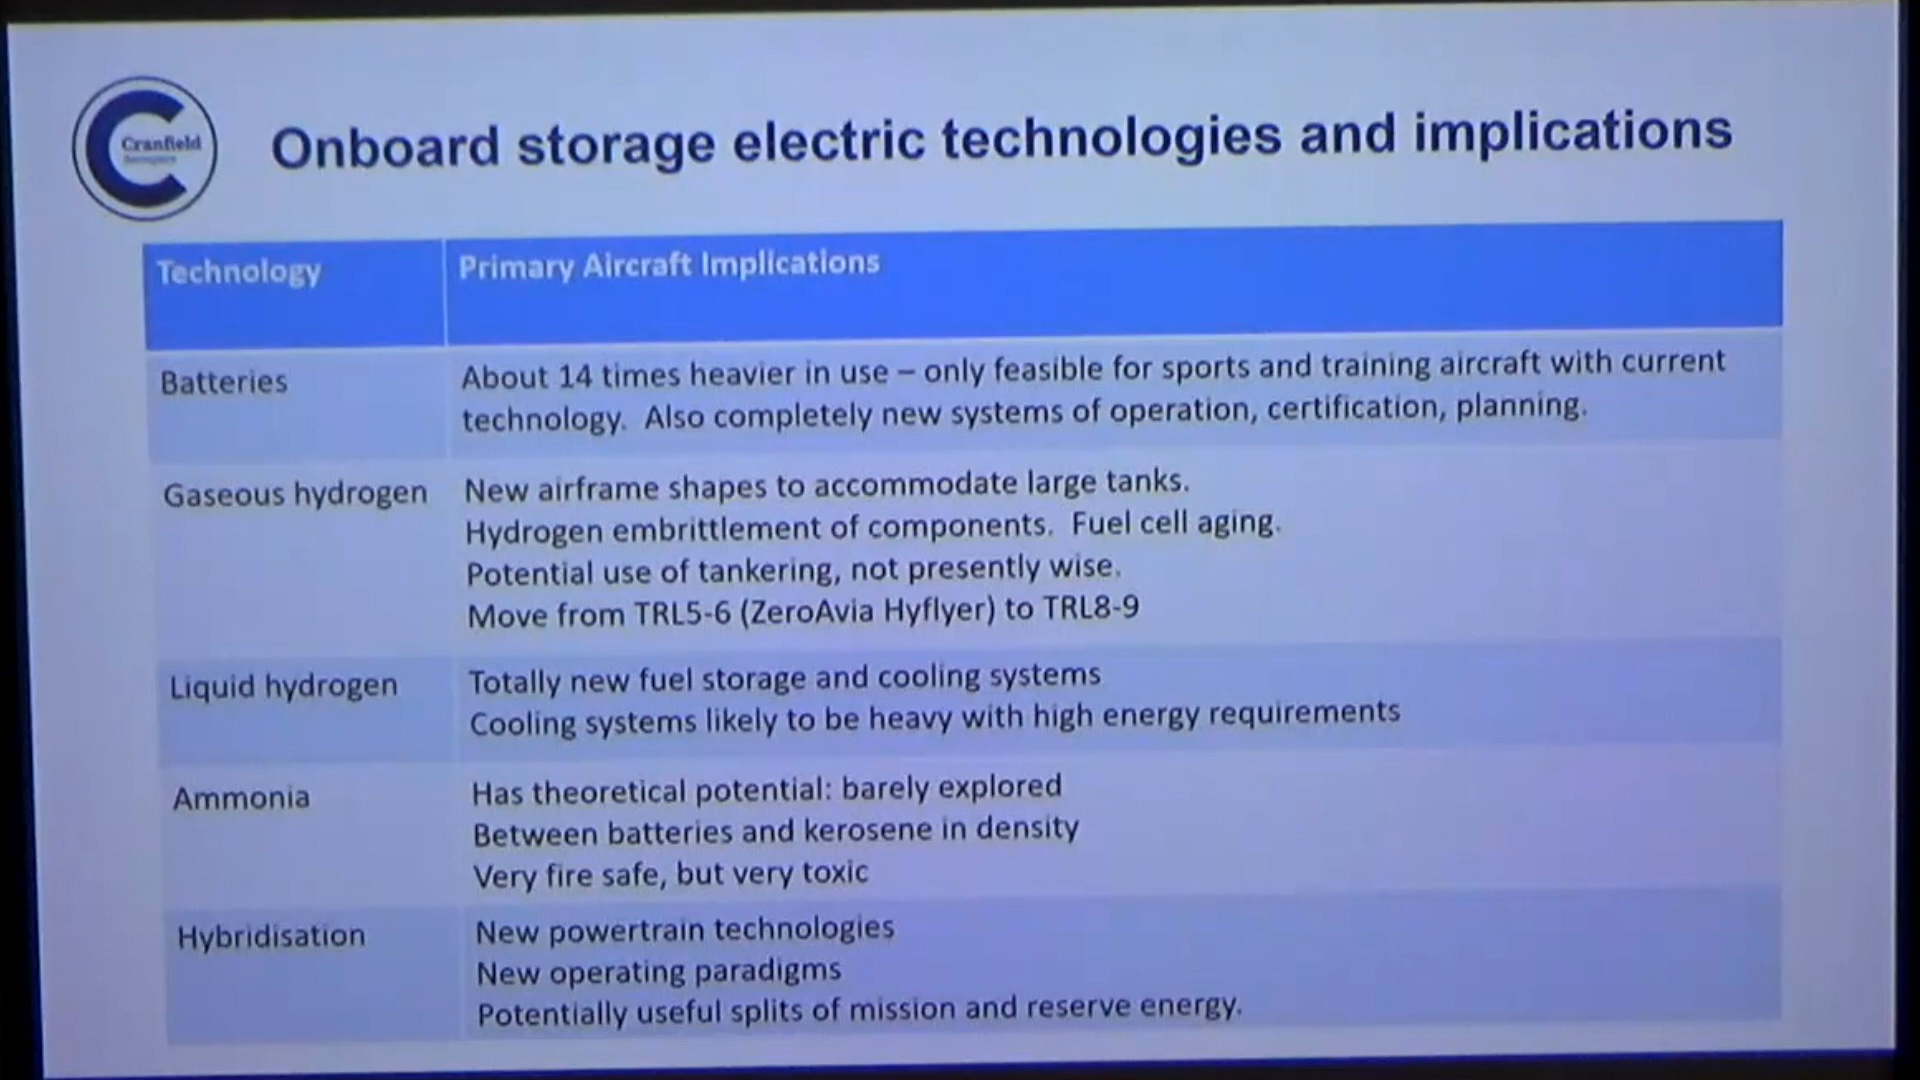 Cranfield
Aerospace
Onboard storage electric technologies and implications
Technology
Primary Aircraft Implications
Batteries
About 14 times heavier in use – only feasible for sports and training aircraft with current
technology.  Also completely new systems of operation, certification, planning.
Gaseous hydrogen
New airframe shapes to accommodate large tanks.
Hydrogen embrittlement of components.  Fuel cell aging.
Potential use of tankering, not presently wise.
Move from TRL5-6 (ZeroAvia Hyflyer) to TRL8-9
Liquid hydrogen
Totally new fuel storage and cooling systems
Cooling systems likely to be heavy with high energy requirements
Ammonia
Has theoretical potential: barely explored
Between batteries and kerosene in density
Very fire safe, but very toxic
Hybridisation
New powertrain technologies
New operating paradigms
Potentially useful splits of mission and reserve energy.